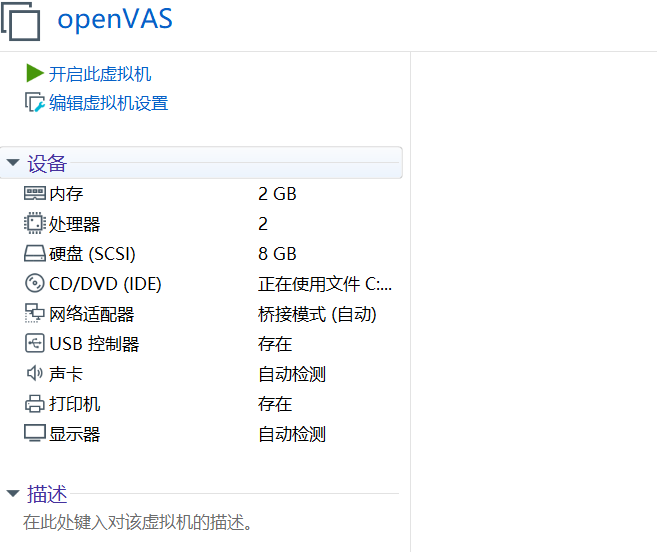 openVAS
开启此虚拟机
编辑虚拟机设置
设备
内存 2 GB
处理器 2
硬盘 (SCSI) 8 GB
CD/DVD (IDE) 正在使用文件 C:...
网络适配器 桥接模式 (自动)
USB 控制器 存在
声卡 自动检测
打印机 存在
显示器 自动检测
描述
在此处键入对该虚拟机的描述。